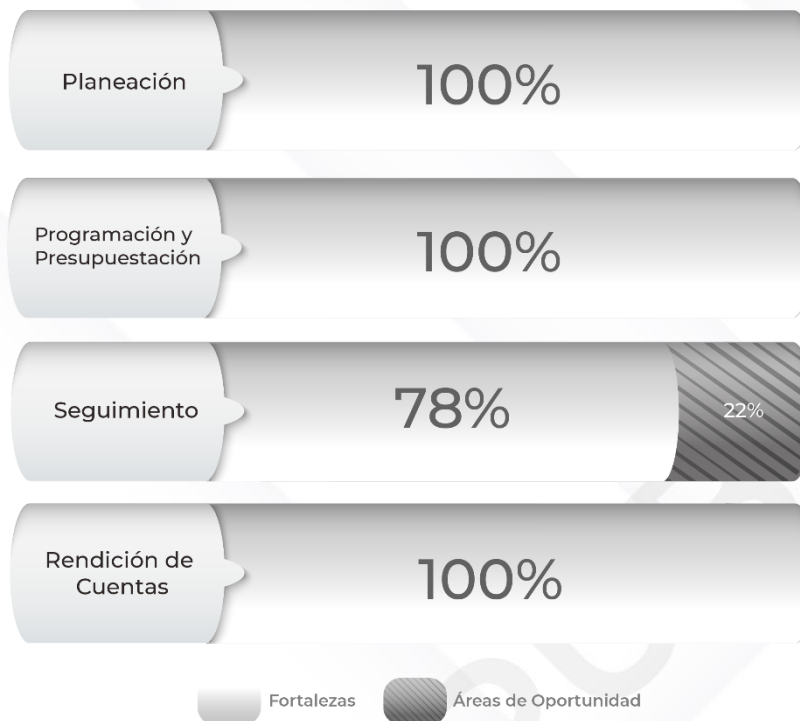 Planeación
100%
Programación y
Presupuestación
100%
Seguimiento
78%
22%
Rendición de
Cuentas
100%
Fortalezas
Áreas de Oportunidad